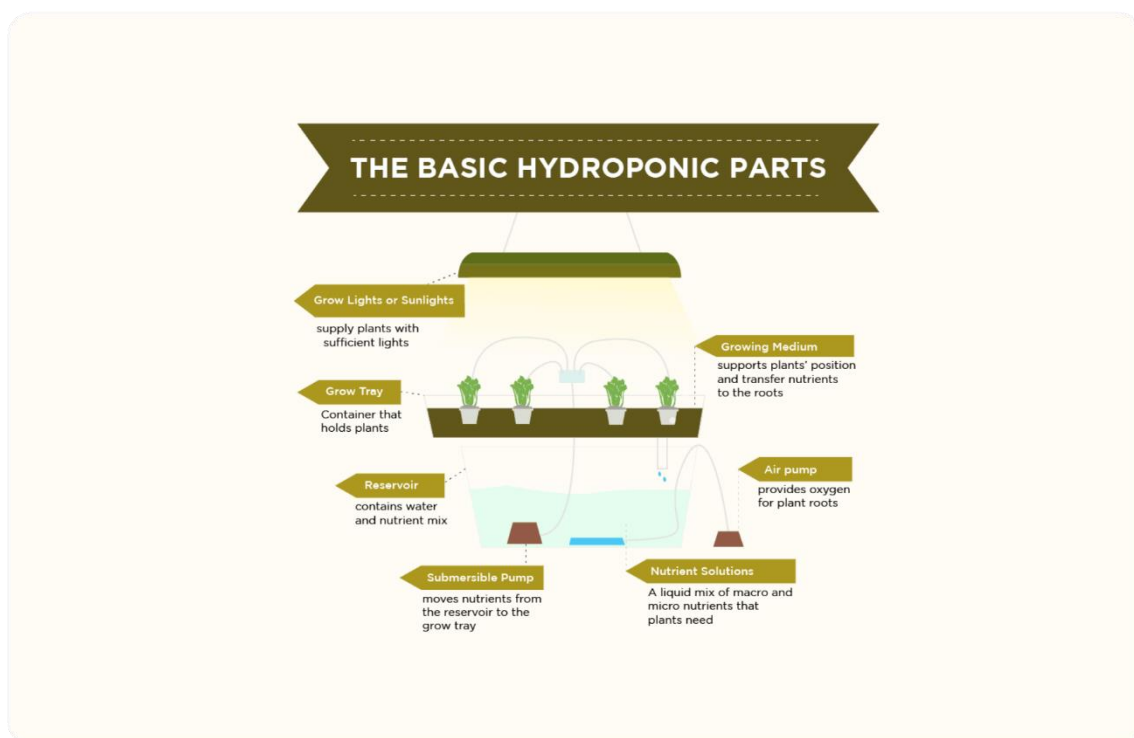 THE BASIC HYDROPONIC PARTS
Grow Lights or Sunlights
supply plants with
sufficient lights
Growing Medium
supports plants' position
and transfer nutrients
to the roots
Grow Tray
Container that
holds plants
Reservoir
contains water
and nutrient mix
Air pump
provides oxygen
for plant roots
Submersible Pump
moves nutrients from
the reservoir to the
grow tray
Nutrient Solutions
A liquid mix of macro and
micro nutrients that
plants need